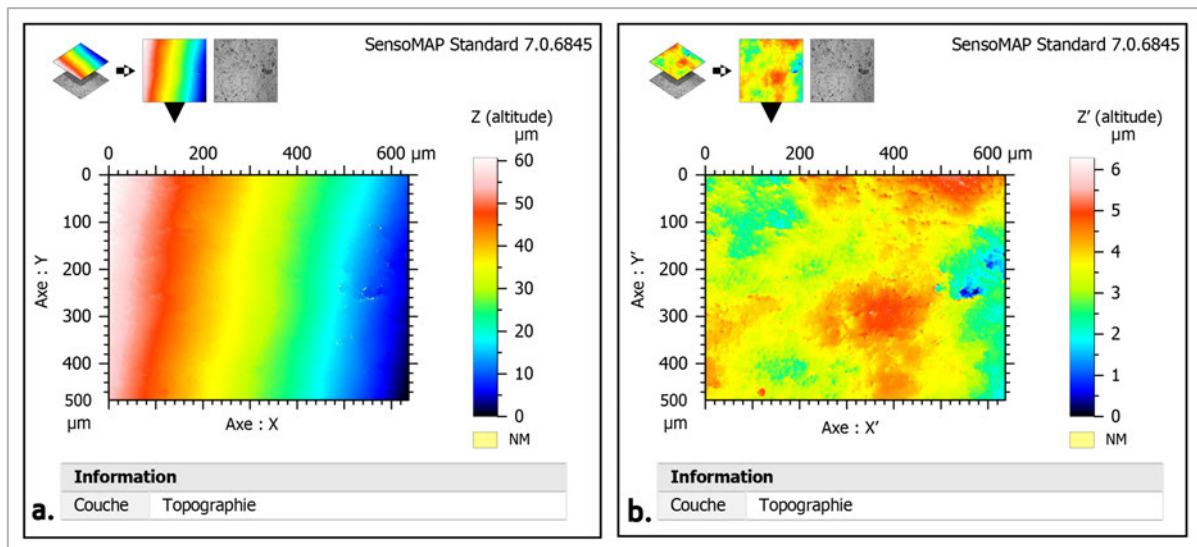 SensoMAP Standard 7.0.6845
Z (altitude)
µm
0 200 400 600 µm
60
50
40
30
20
10
0
NM
0
100
200
300
400
500
µm
Axe : Y
Axe : X
Information
Couche Topographie
a.
SensoMAP Standard 7.0.6845
Z' (altitude)
µm
0 200 400 600 µm
6
5
4
3
2
1
0
NM
0
100
200
300
400
500
µm
Axe : Y'
Axe : X'
Information
Couche Topographie
b.